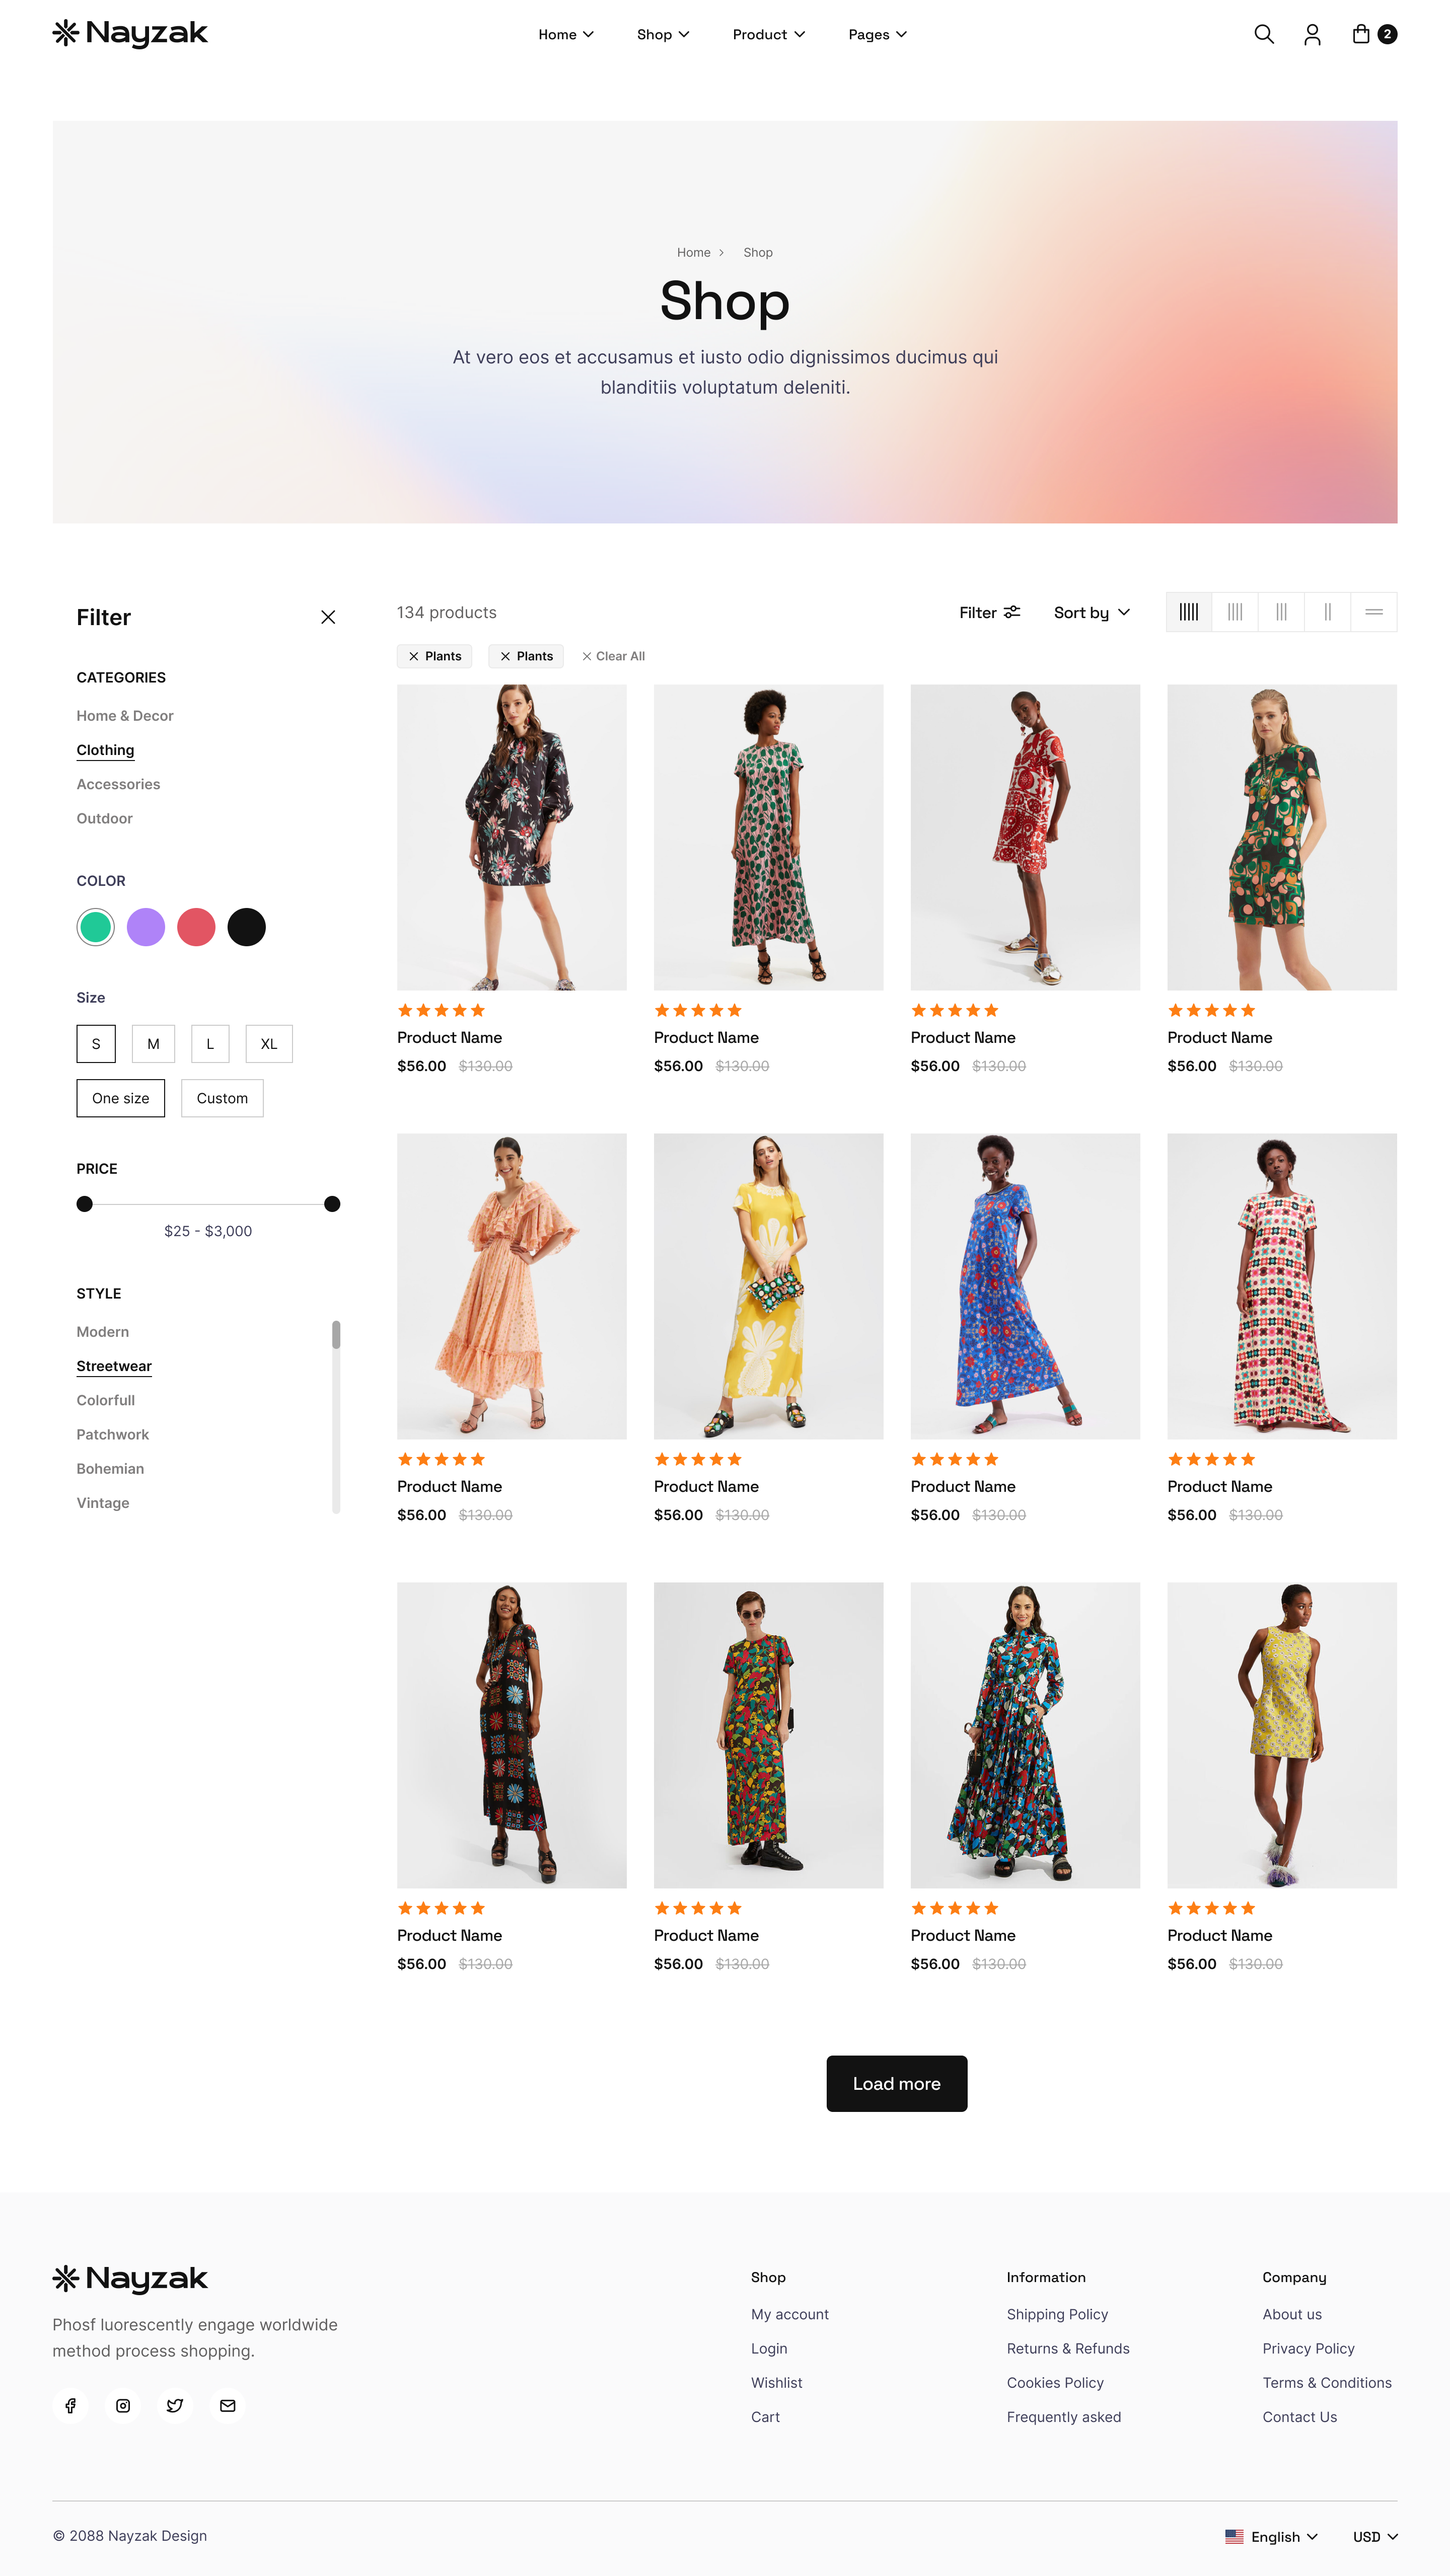 Nayzak
Home Shop Product Pages 2
Home > Shop
Shop
At vero eos et accusamus et iusto odio dignissimos ducimus qui
blanditiis voluptatum deleniti.
Filter
CATEGORIES
Home & Decor
Clothing
Accessories
Outdoor
COLOR
Size
S M L XL
One size Custom
PRICE
$25 - $3,000
STYLE
Modern
Streetwear
Colorfull
Patchwork
Bohemian
Vintage
134 products Filter Sort by
Plants Plants Clear All
Product Name Product Name Product Name Product Name
$56.00 $130.00 $56.00 $130.00 $56.00 $130.00 $56.00 $130.00
Product Name Product Name Product Name Product Name
$56.00 $130.00 $56.00 $130.00 $56.00 $130.00 $56.00 $130.00
Product Name Product Name Product Name Product Name
$56.00 $130.00 $56.00 $130.00 $56.00 $130.00 $56.00 $130.00
Load more
Nayzak
Phosf luorescently engage worldwide
method process shopping.
Shop
My account
Login
Wishlist
Cart
Information
Shipping Policy
Returns & Refunds
Cookies Policy
Frequently asked
Company
About us
Privacy Policy
Terms & Conditions
Contact Us
© 2088 Nayzak Design English USD